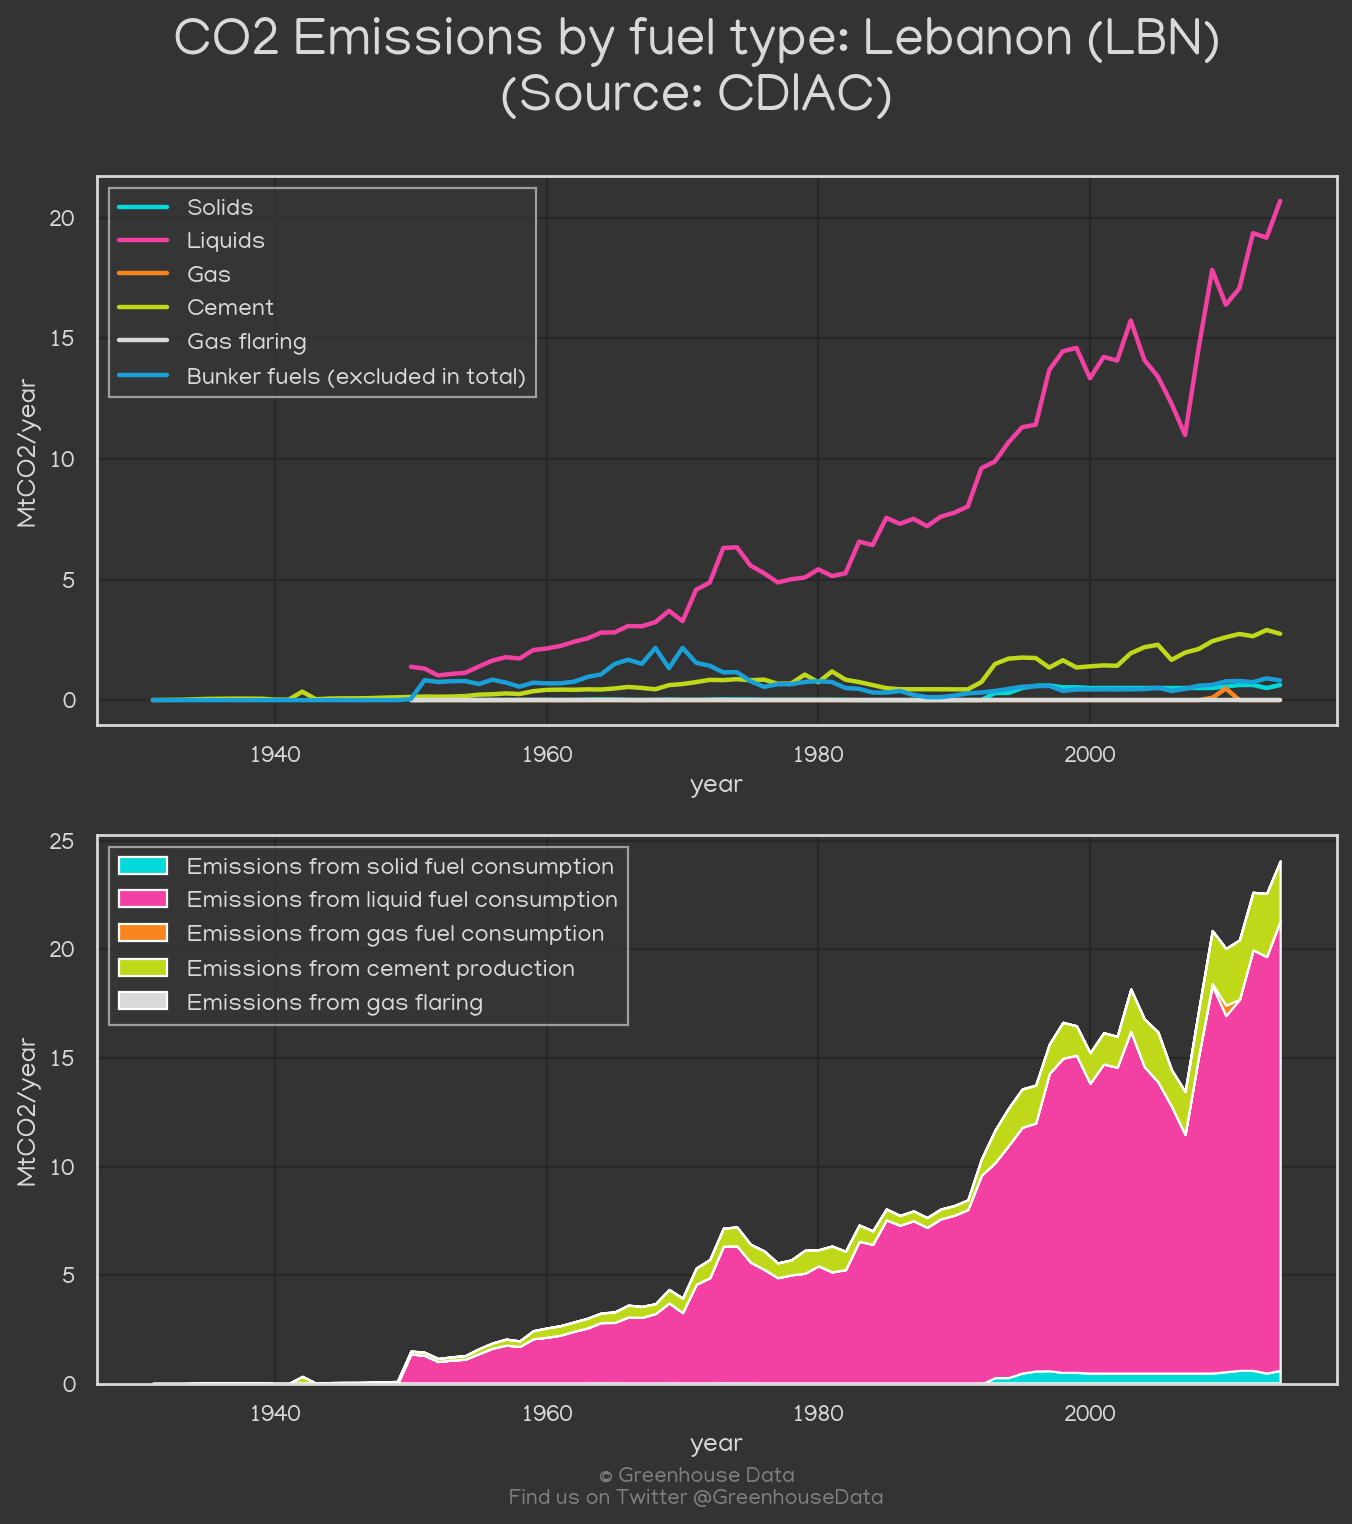 CO2 Emissions by fuel type: Lebanon (LBN)
(Source: CDIAC)
Solids
Liquids
Gas
Cement
Gas flaring
Bunker fuels (excluded in total)
20
15
10
5
0
MtCO2/year
1940 1960 1980 2000
year
Emissions from solid fuel consumption
Emissions from liquid fuel consumption
Emissions from gas fuel consumption
Emissions from cement production
Emissions from gas flaring
25
20
15
10
5
0
MtCO2/year
1940 1960 1980 2000
year
© Greenhouse Data
Find us on Twitter @GreenhouseData